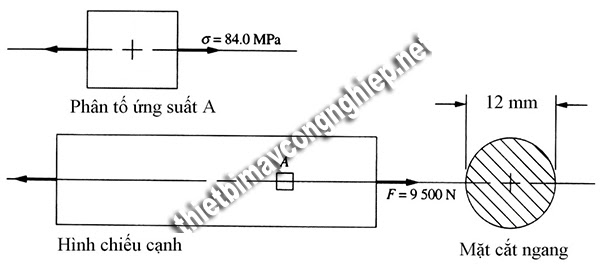 σ = 84.0 MPa
Phân tố ứng suất A
12 mm
A
F = 9 500 N
Hình chiếu cạnh
Mặt cắt ngang
thietbimaycongnghiep.net